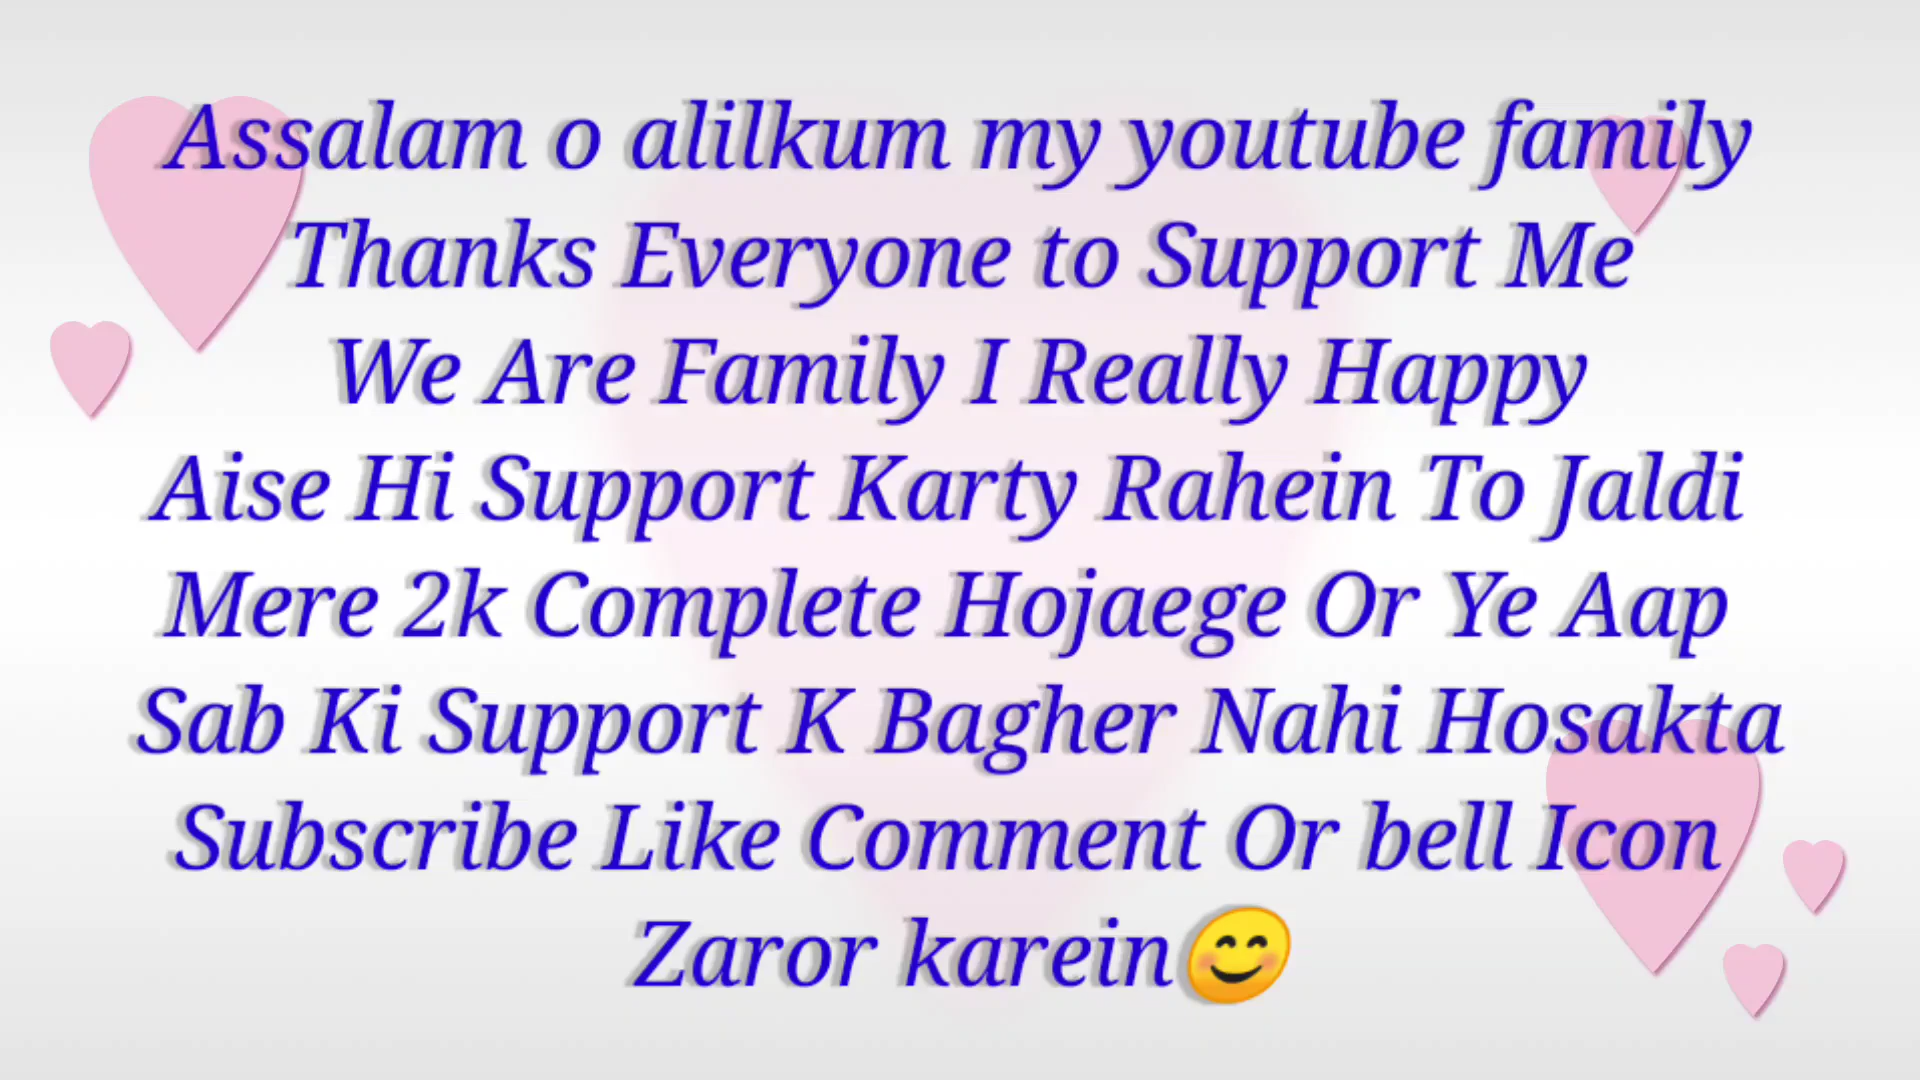 Assalam o alilkum my youtube family
Thanks Everyone to Support Me
We Are Family I Really Happy
Aise Hi Support Karty Rahein To Jaldi
Mere 2k Complete Hojaege Or Ye Aap
Sab Ki Support K Bagher Nahi Hosakta
Subscribe Like Comment Or bell Icon
Zaror karein😊